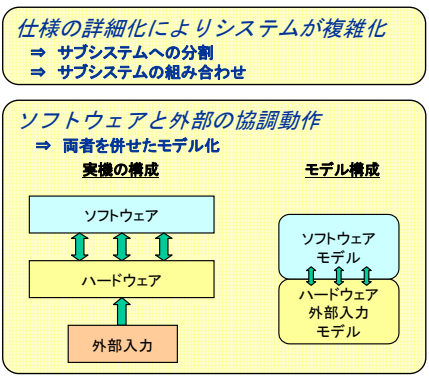 仕様の詳細化によりシステムが複雑化
⇒ サブシステムへの分割
⇒ サブシステムの組み合わせ
ソフトウェアと外部の協調動作
⇒ 両者を併せたモデル化
実機の構成
モデル構成
ソフトウェア
ハードウェア
外部入力
ソフトウェア
モデル
ハードウェア
外部入力
モデル